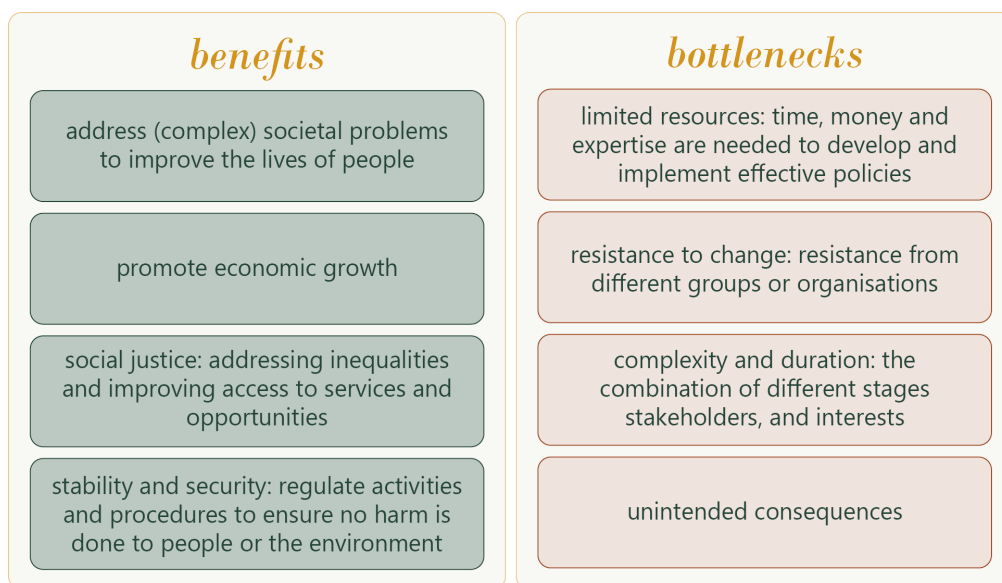 benefits
address (complex) societal problems
to improve the lives of people
promote economic growth
social justice: addressing inequalities
and improving access to services and
opportunities
stability and security: regulate activities
and procedures to ensure no harm is
done to people or the environment
bottlenecks
limited resources: time, money and
expertise are needed to develop and
implement effective policies
resistance to change: resistance from
different groups or organisations
complexity and duration: the
combination of different stages
stakeholders, and interests
unintended consequences